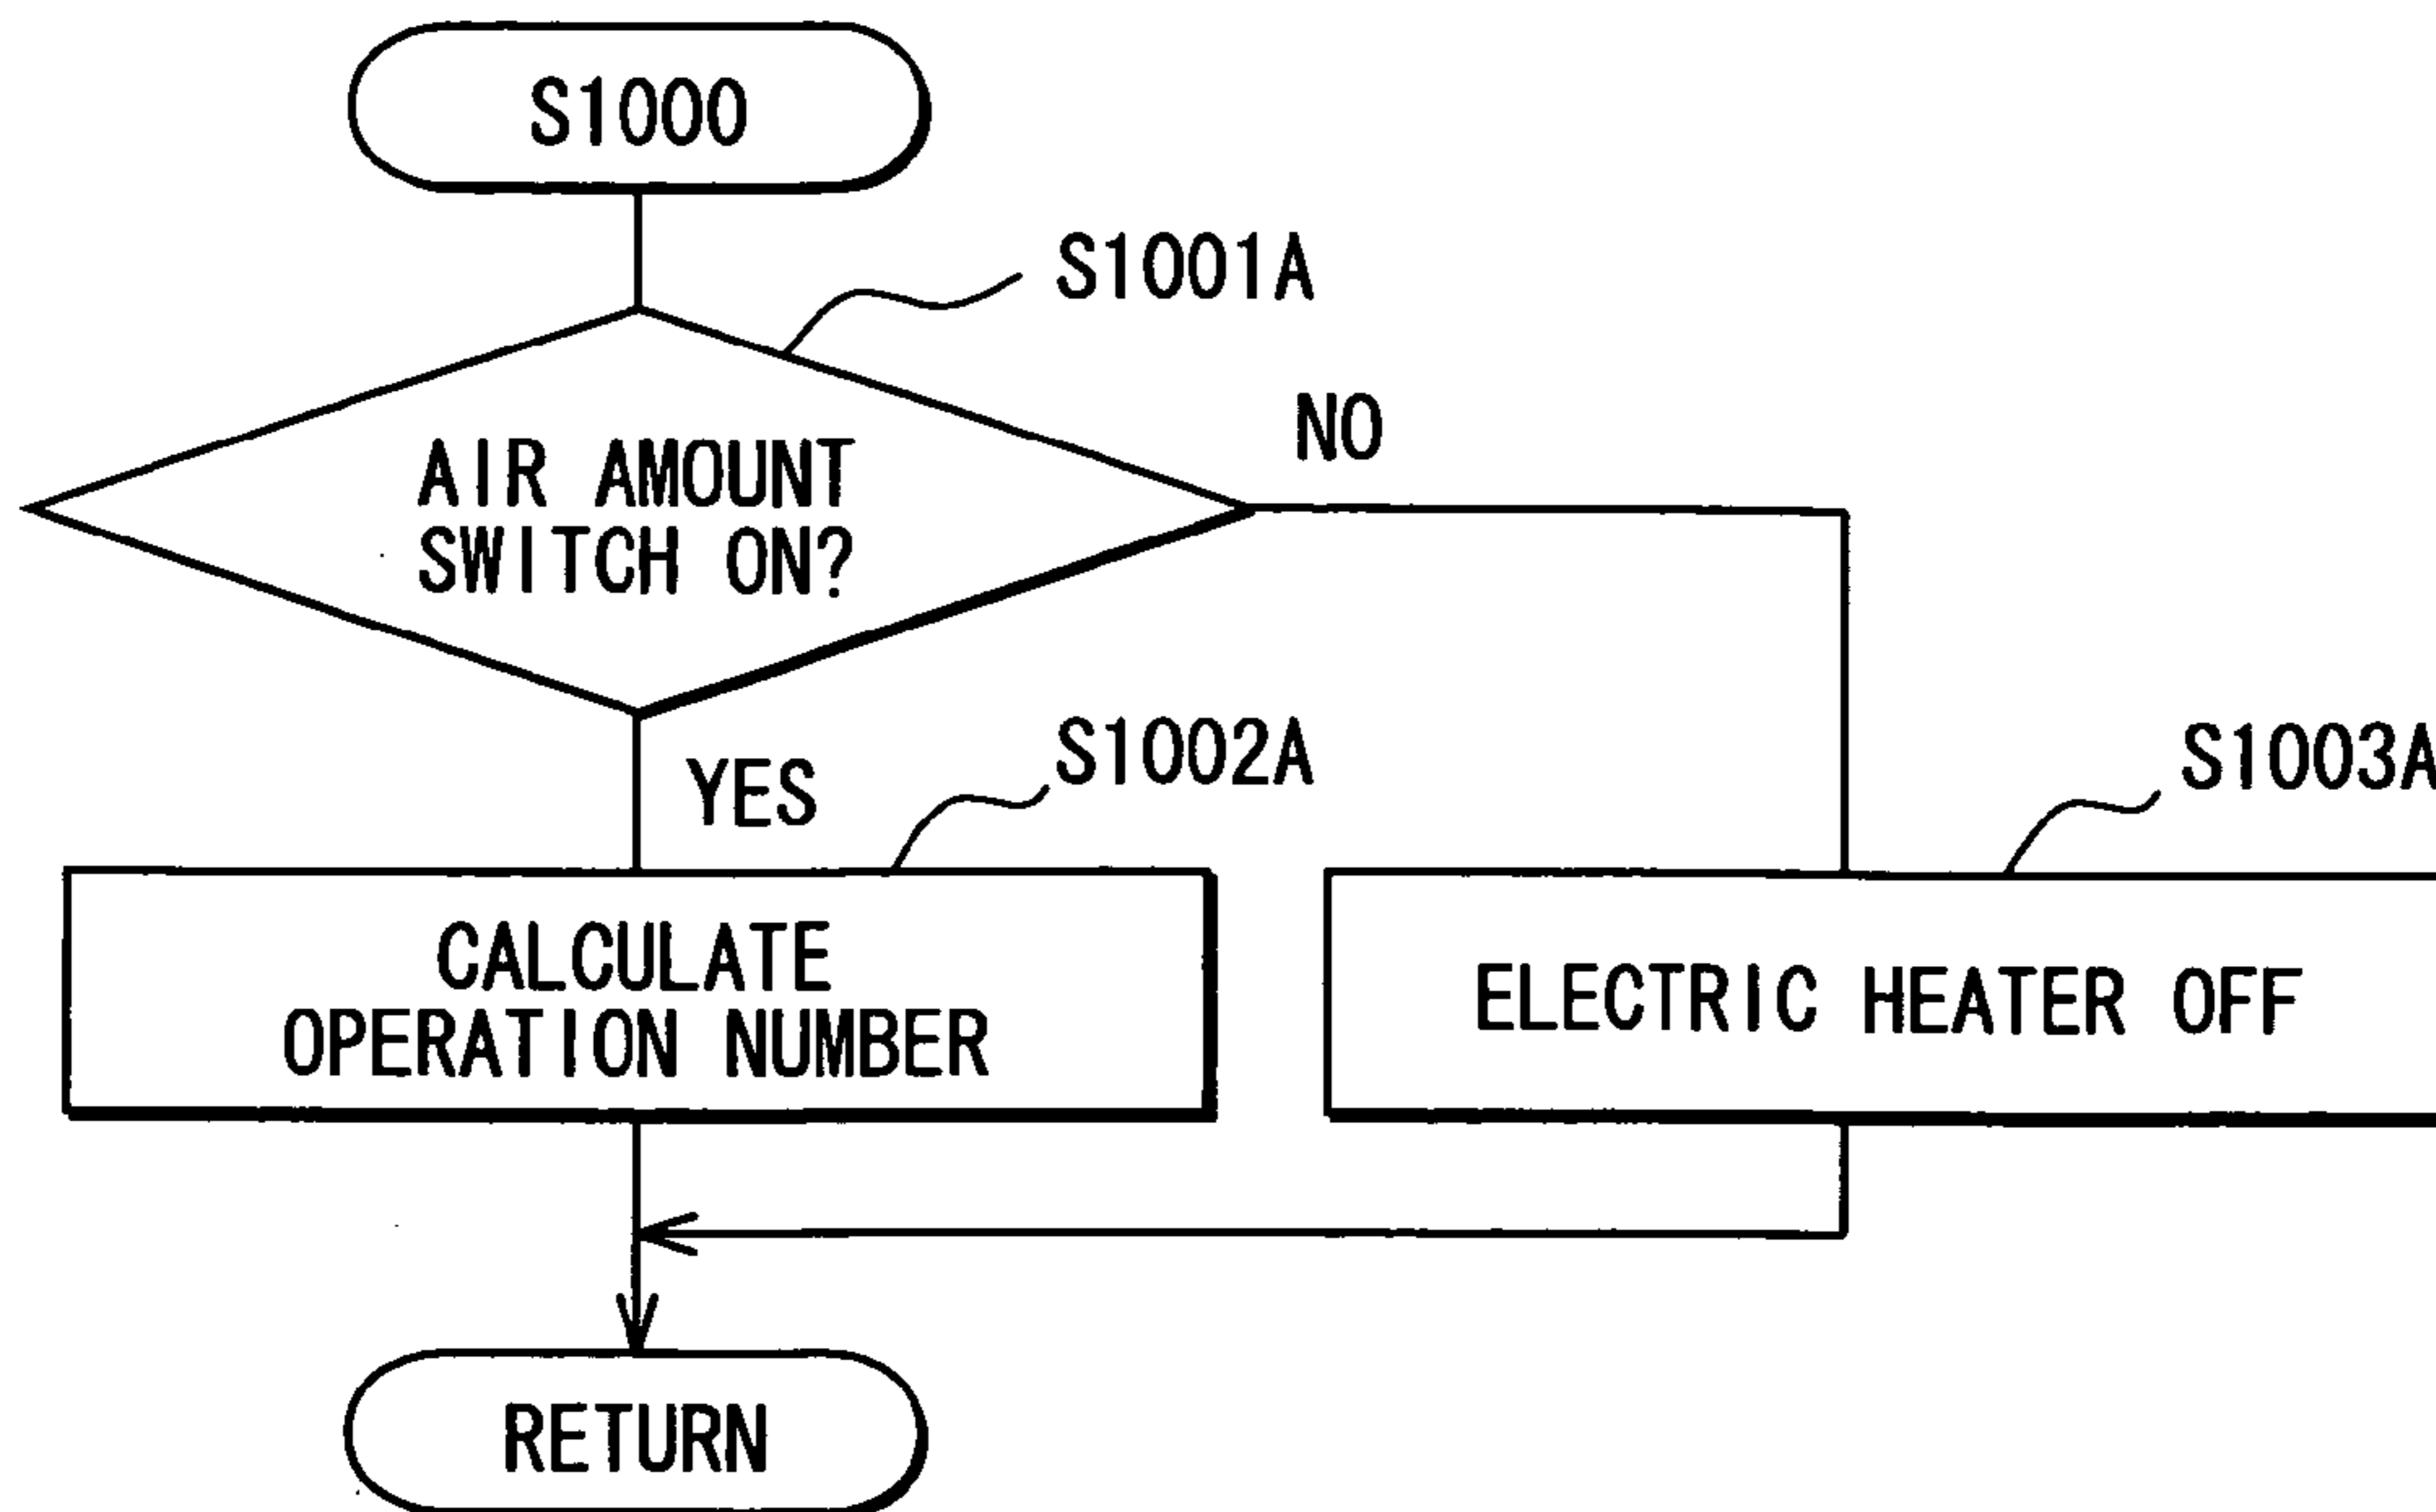 S1000
S1001A
NO
AIR AMOUNT
SWITCH ON?
YES
S1002A
S1003A
CALCULATE
OPERATION NUMBER
ELECTRIC HEATER OFF
RETURN